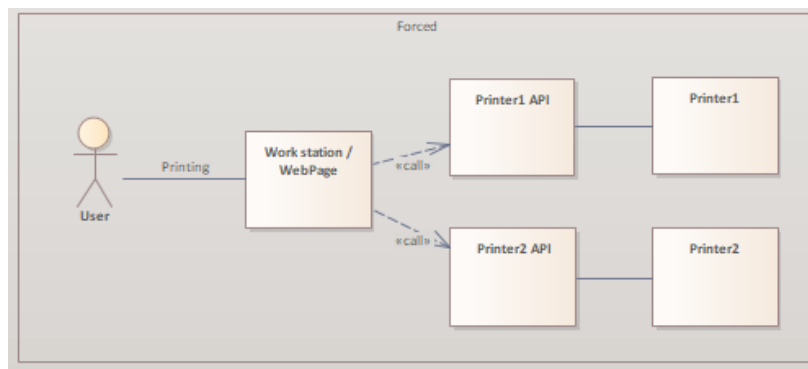 Forced
Printer1 API
Printer1
Work station /
WebPage
Printing
«call»
User
«call»
Printer2 API
Printer2